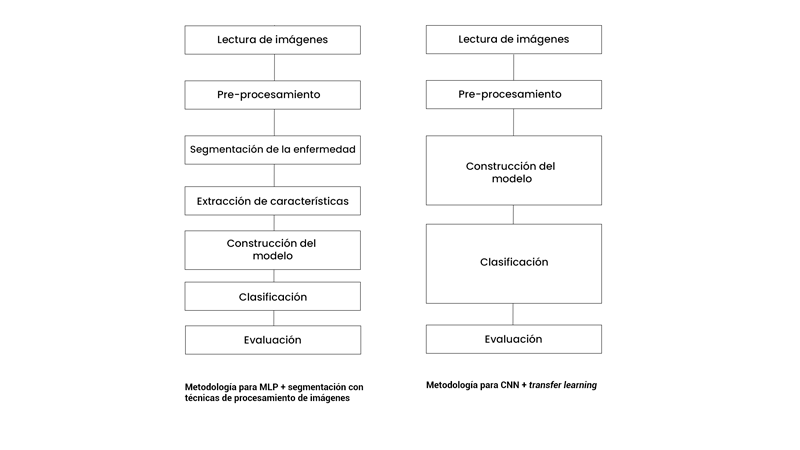 Lectura de imágenes
Pre-procesamiento
Segmentación de la enfermedad
Extracción de características
Construcción del
modelo
Clasificación
Evaluación
Metodología para MLP + segmentación con
técnicas de procesamiento de imágenes
Lectura de imágenes
Pre-procesamiento
Construcción del
modelo
Clasificación
Evaluación
Metodología para CNN + transfer learning